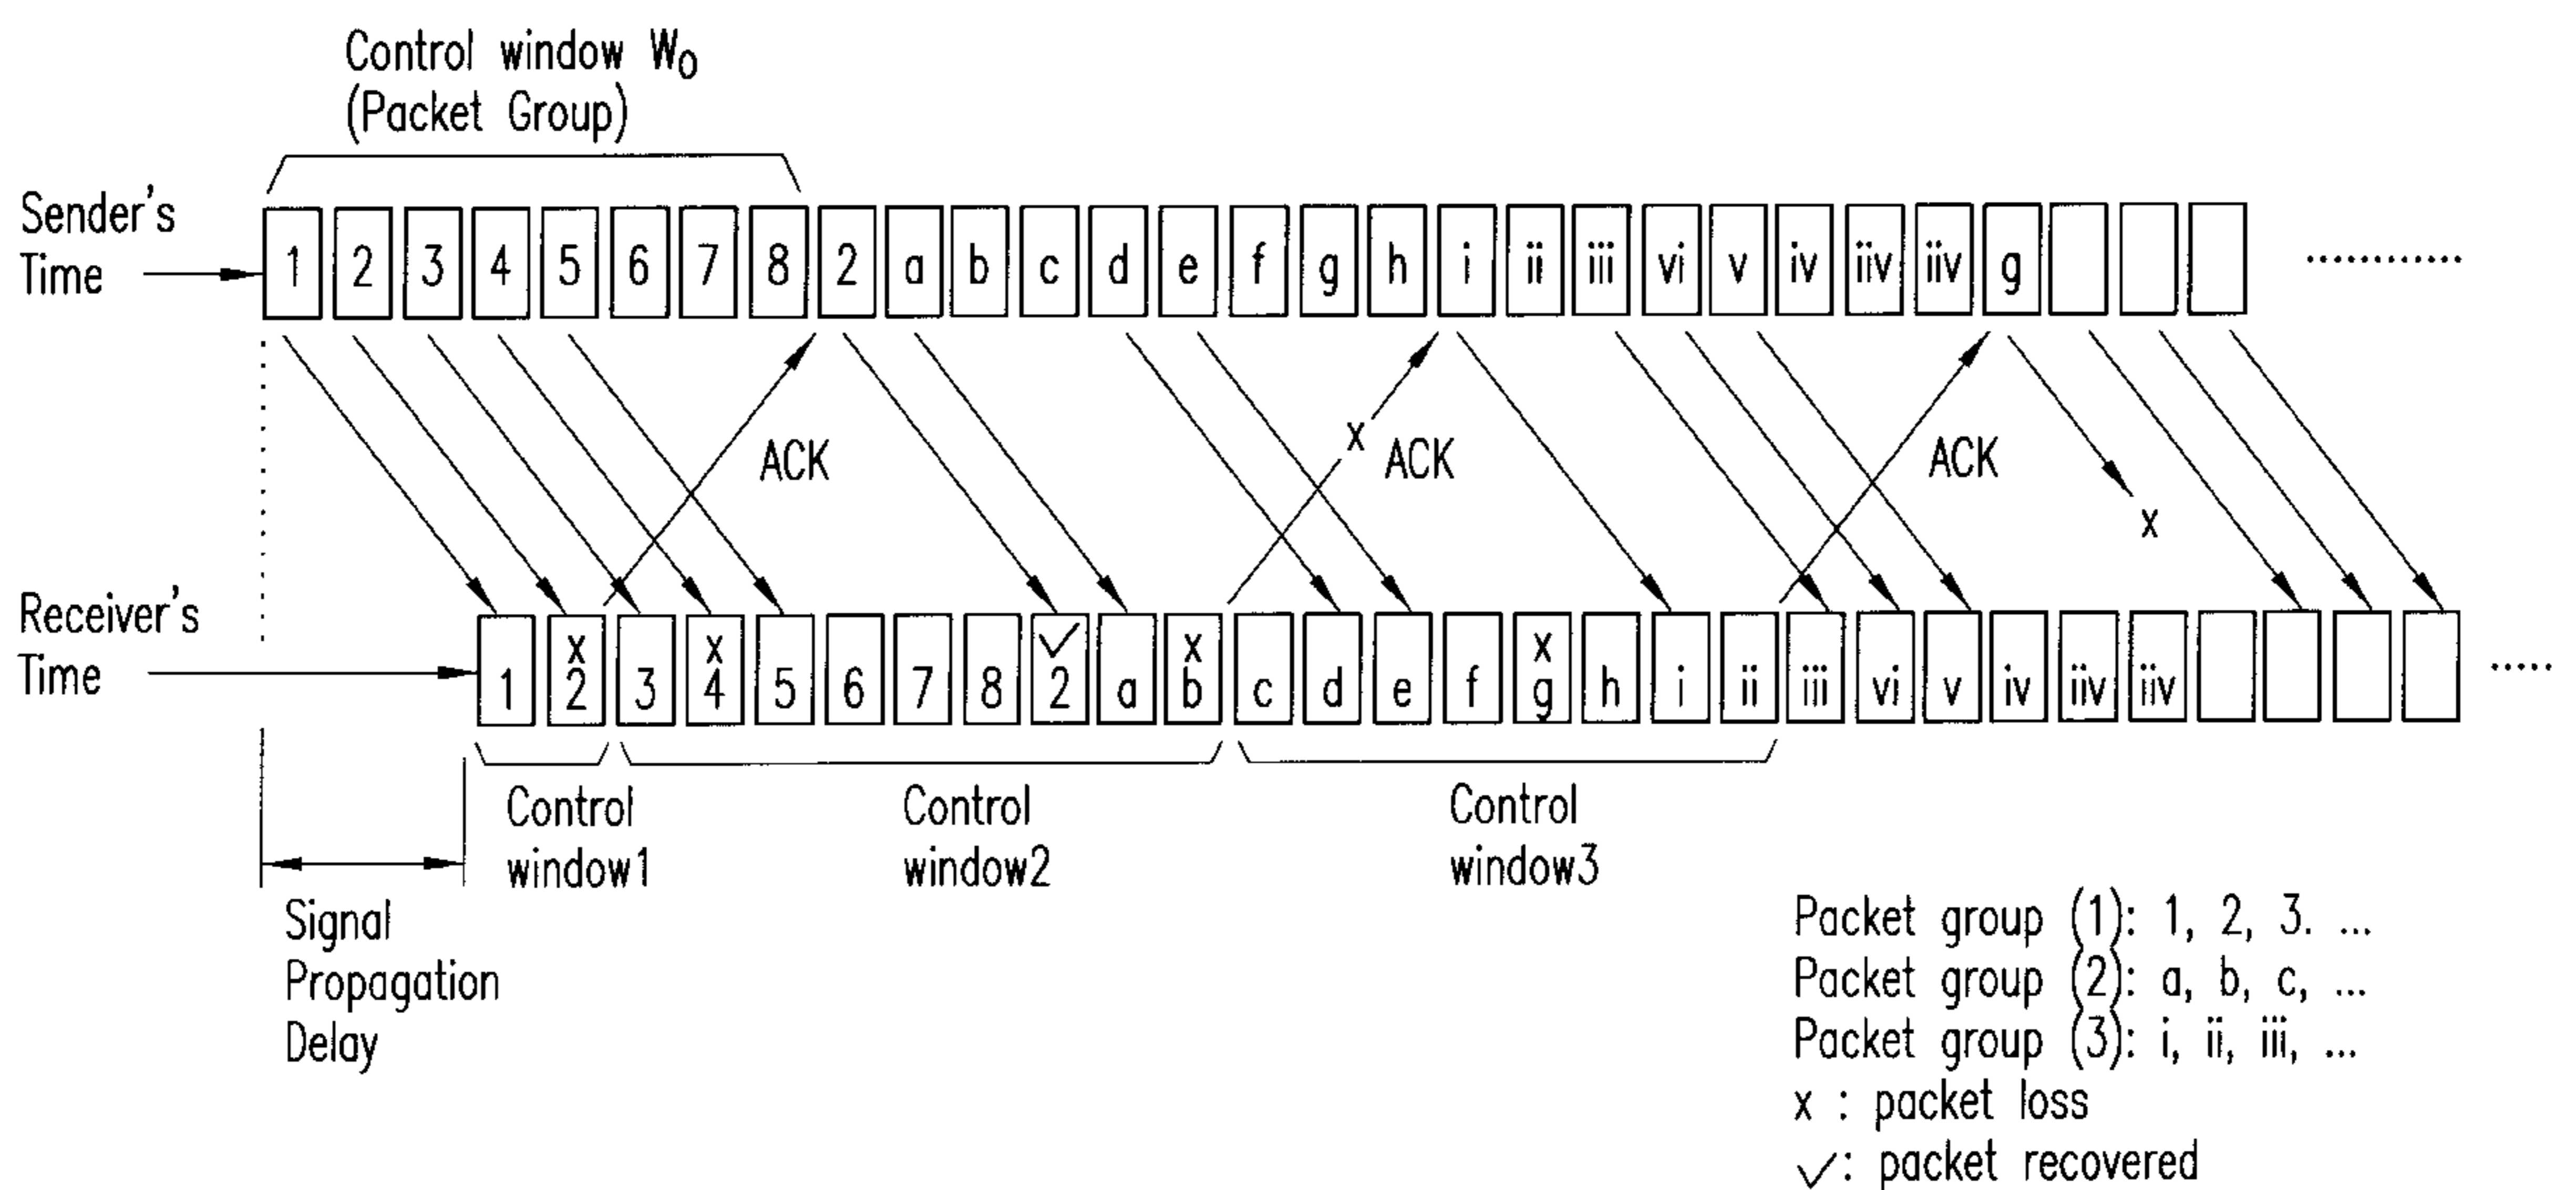 Control window W0
(Packet Group)
Sender's
Time
1 2 3 4 5 6 7 8 2 a b c d e f g h i ii iii vi v iv iiv iiv g
............
ACK
x
ACK
ACK
x
Receiver's
Time
x x ✓ x x
1 2 3 4 5 6 7 8 2 a b c d e f g h i ii iii vi v iv iiv iiv
.....
Control
window1
Control
window2
Control
window3
Signal
Propagation
Delay
Packet group (1): 1, 2, 3. ...
Packet group (2): a, b, c, ...
Packet group (3): i, ii, iii, ...
x : packet loss
✓: packet recovered